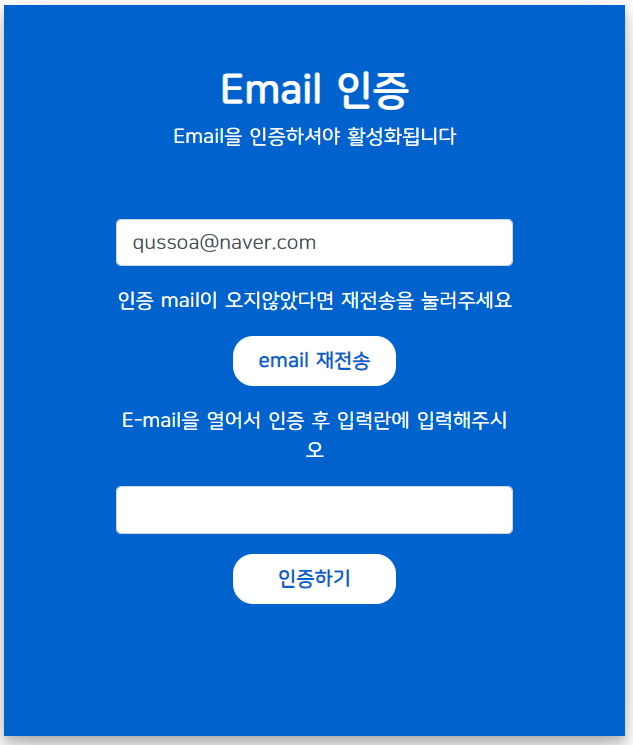 Email 인증
Email을 인증하셔야 활성화됩니다
qussoa@naver.com
인증 mail이 오지않았다면 재전송을 눌러주세요
email 재전송
E-mail을 열어서 인증 후 입력란에 입력해주시
오
인증하기